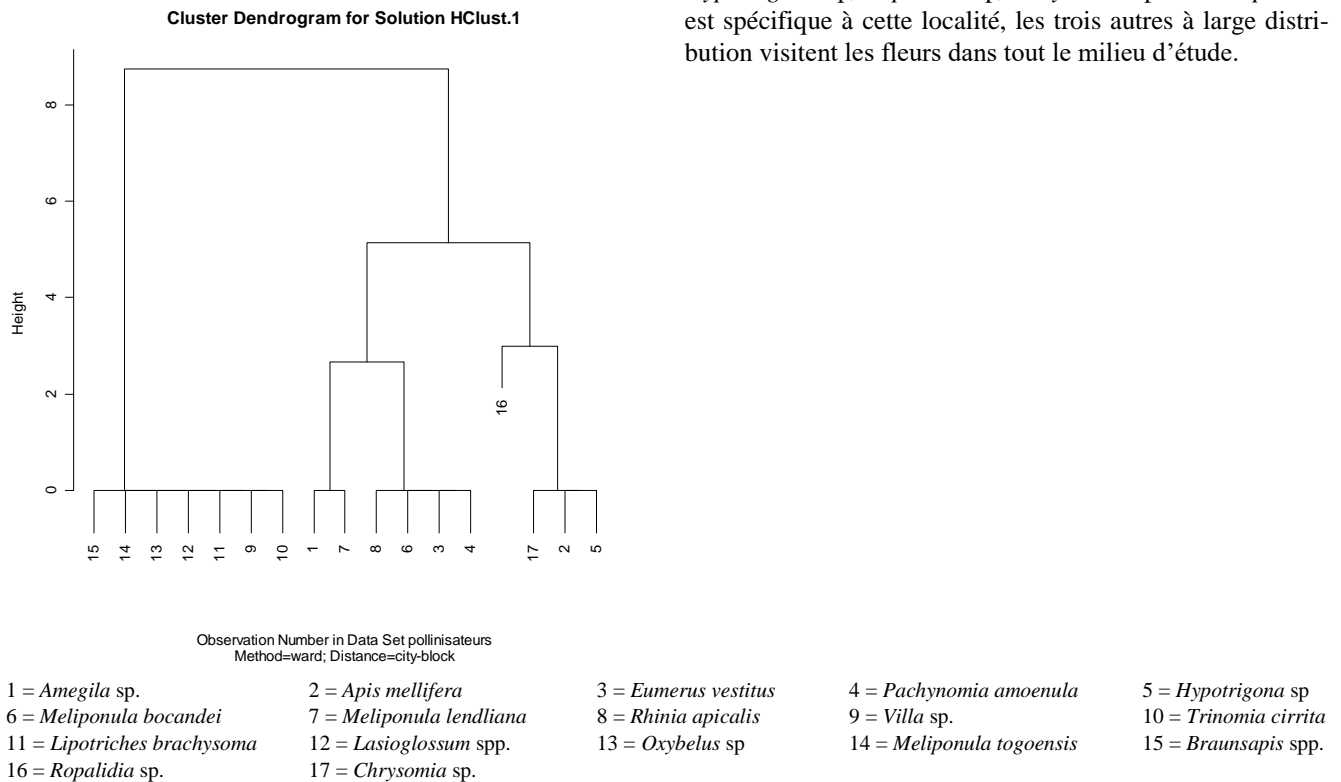 Cluster Dendrogram for Solution HClust.1
est spécifique à cette localité, les trois autres à large distri-
bution visitent les fleurs dans tout le milieu d'étude.
Height
8
6
4
2
0
16
15 14 13 12 11 9 10 1 7 8 6 3 4 17 2 5
Observation Number in Data Set pollinisateurs
Method=ward; Distance=city-block
1 = Amegila sp. 2 = Apis mellifera 3 = Eumerus vestitus 4 = Pachynomia amoenula 5 = Hypotrigona sp
6 = Meliponula bocandei 7 = Meliponula lendliana 8 = Rhinia apicalis 9 = Villa sp. 10 = Trinomia cirrita
11 = Lipotriches brachysoma 12 = Lasioglossum spp. 13 = Oxybelus sp 14 = Meliponula togoensis 15 = Braunsapis spp.
16 = Ropalidia sp. 17 = Chrysomia sp.